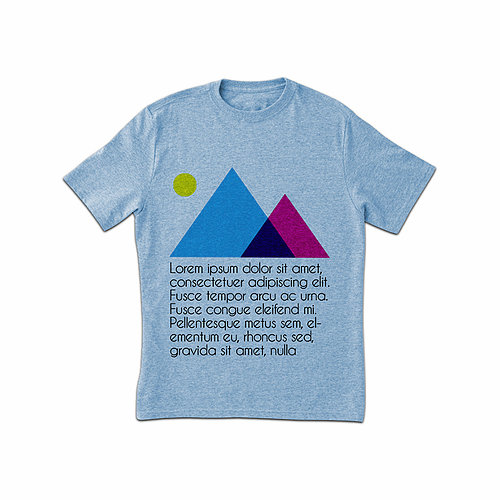 Lorem ipsum dolor sit amet,
consectetuer adipiscing elit.
Fusce tempor arcu ac urna.
Fusce congue eleifend mi.
Pellentesque metus sem, el-
ementum eu, rhoncus sed,
gravida sit amet, nulla